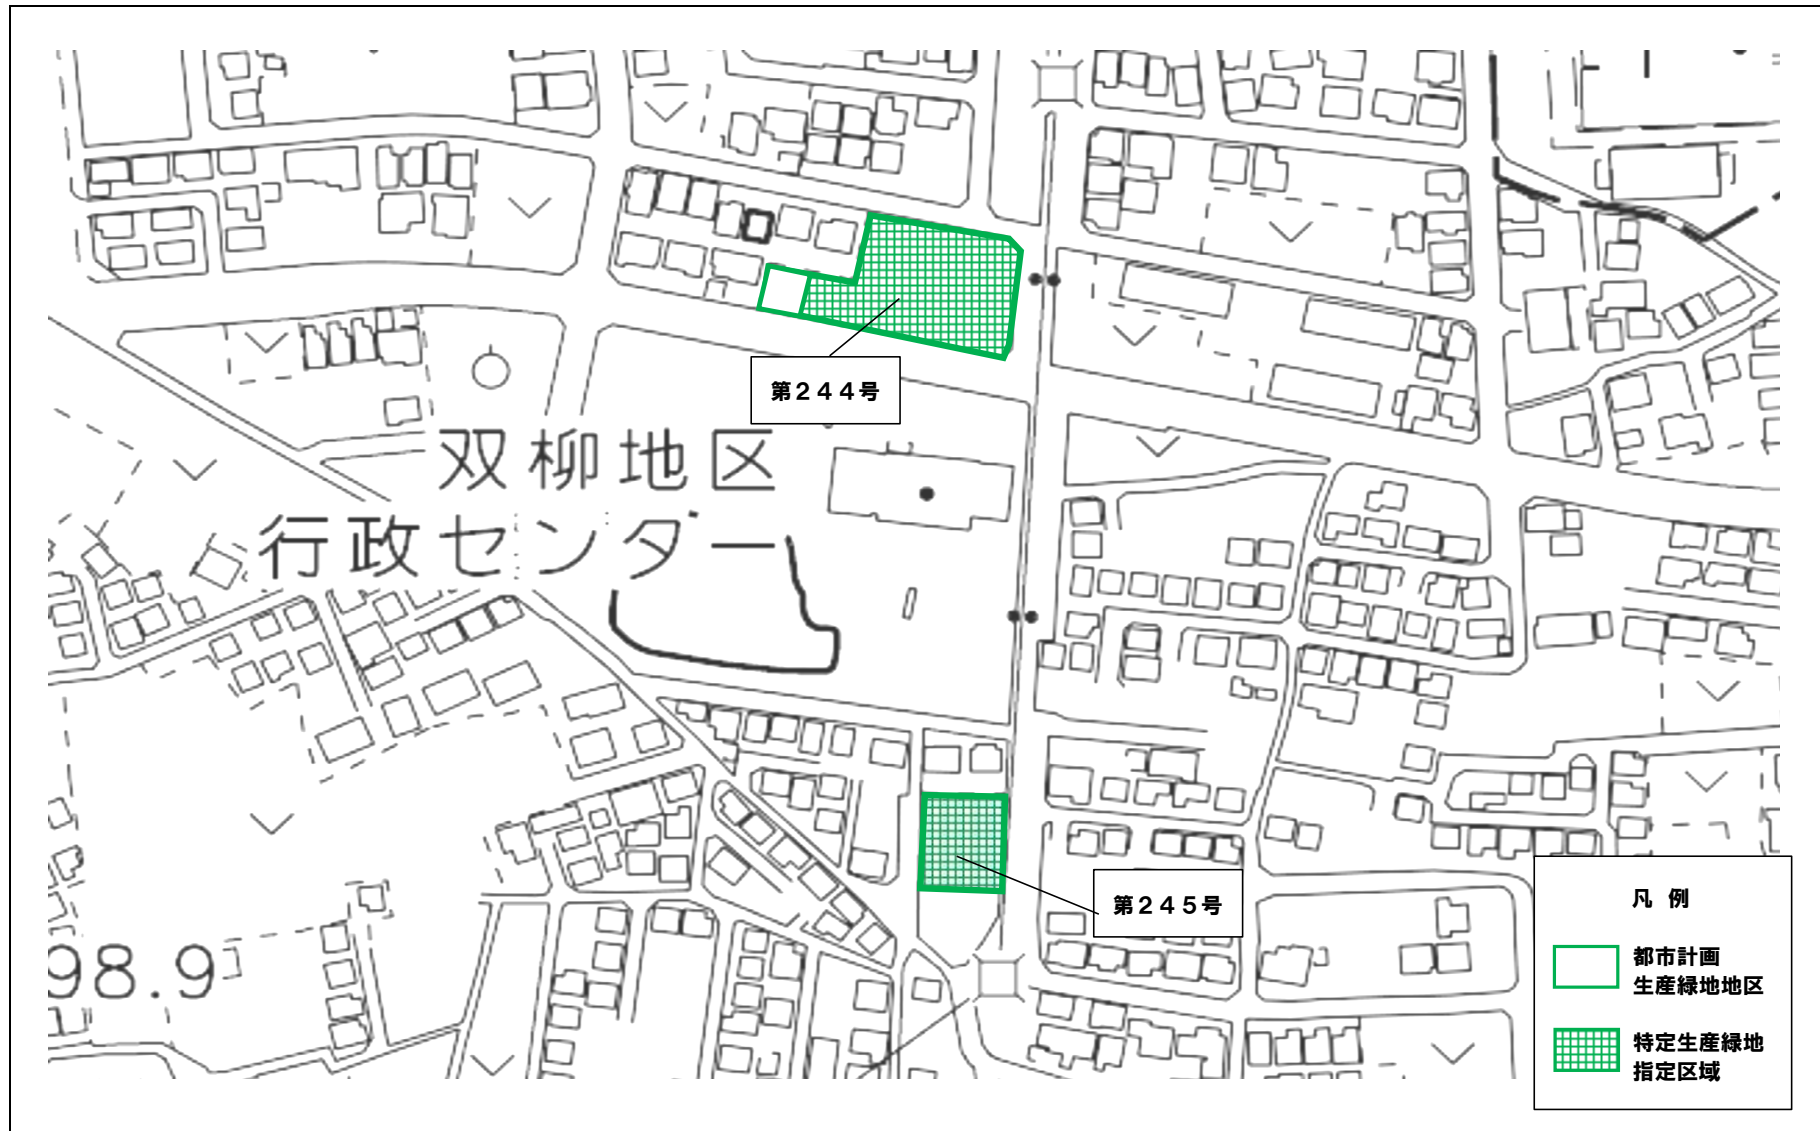 第２４４号
双柳地区
行政センター
第２４５号
98.9
凡 例
都市計画
生産緑地地区
特定生産緑地
指定区域